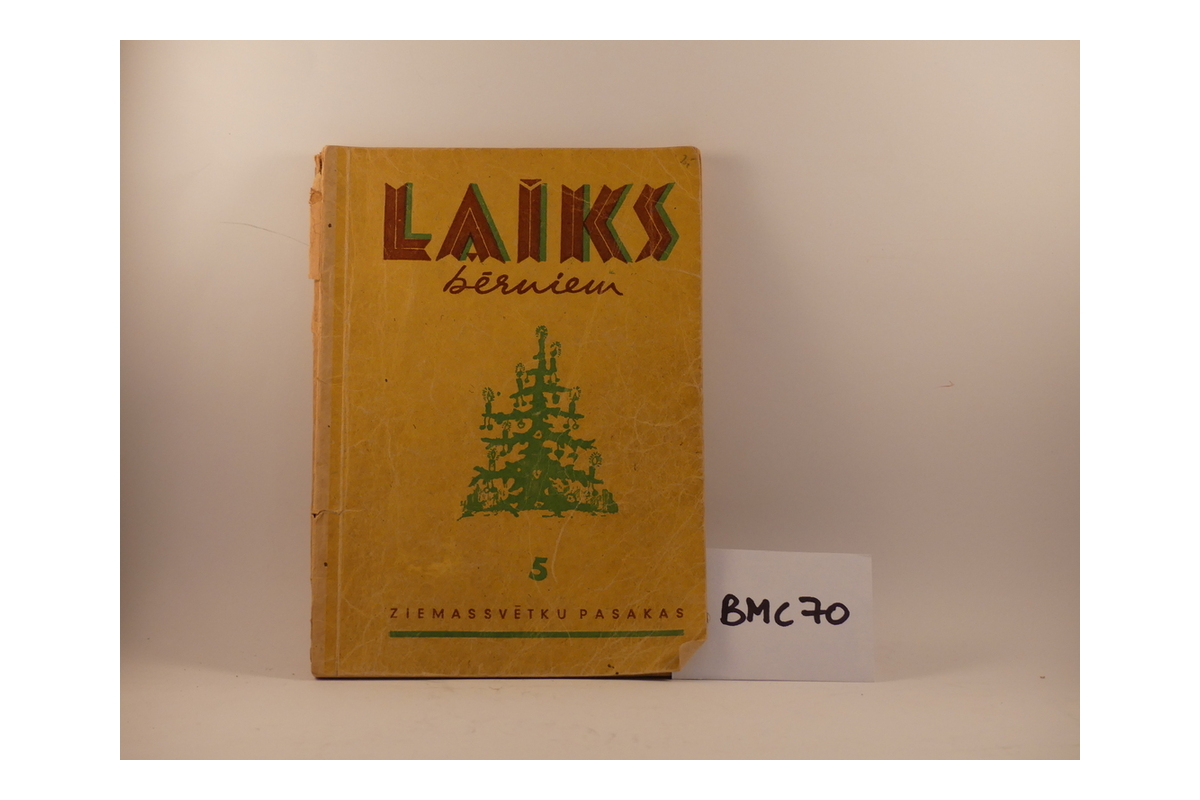 LAIKS
bērniem
5
ZIEMASSVĒTKU PASAKAS
BMC70